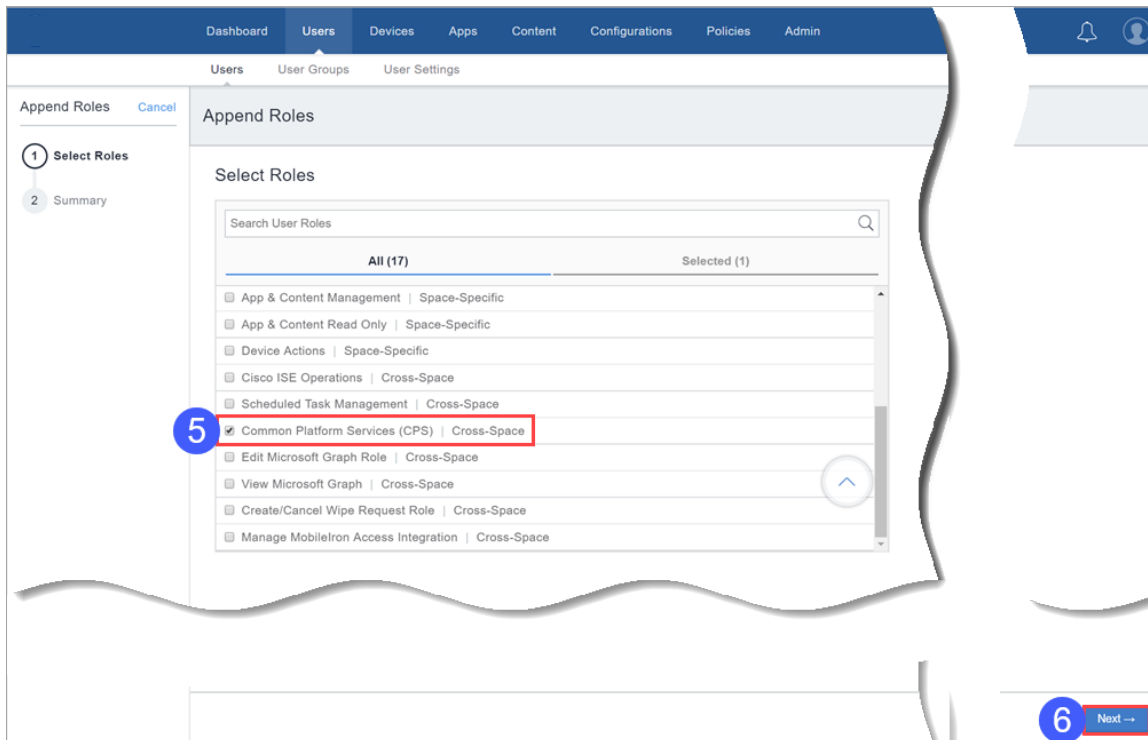 Dashboard Users Devices Apps Content Configurations Policies Admin
Users User Groups User Settings
Append Roles Cancel
Append Roles
1 Select Roles
2 Summary
Select Roles
Search User Roles
All (17) Selected (1)
App & Content Management | Space-Specific
App & Content Read Only | Space-Specific
Device Actions | Space-Specific
Cisco ISE Operations | Cross-Space
Scheduled Task Management | Cross-Space
5 Common Platform Services (CPS) | Cross-Space
Edit Microsoft Graph Role | Cross-Space
View Microsoft Graph | Cross-Space
Create/Cancel Wipe Request Role | Cross-Space
Manage MobileIron Access Integration | Cross-Space
6 Next →